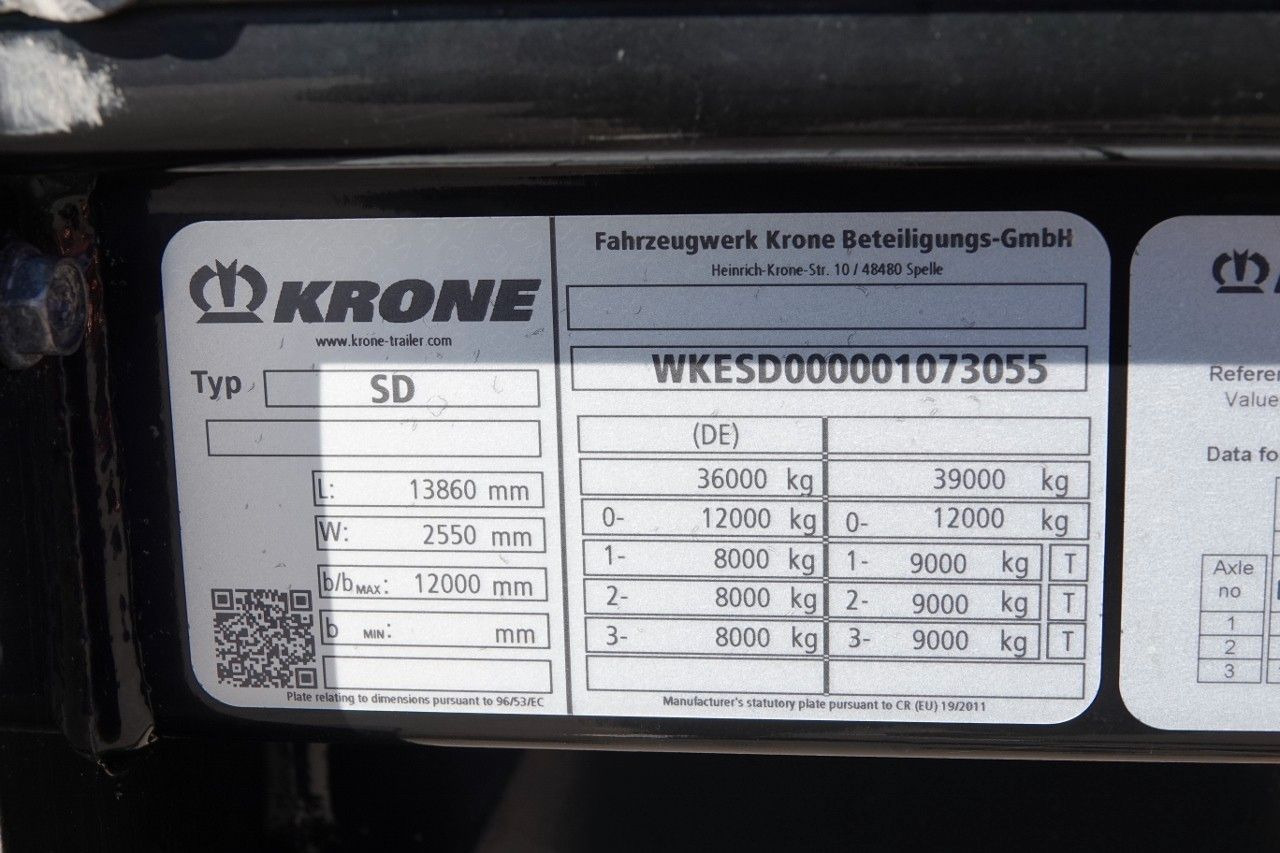 KRONE
www.krone-trailer.com
Typ SD
L: 13860 mm
W: 2550 mm
b/bMAX: 12000 mm
b MIN: mm
Plate relating to dimensions pursuant to 96/53/EC
Fahrzeugwerk Krone Beteiligungs-GmbH
Heinrich-Krone-Str. 10 / 48480 Spelle
WKESD000001073055
(DE)
36000 kg 39000 kg
0- 12000 kg 0- 12000 kg
1- 8000 kg 1- 9000 kg T
2- 8000 kg 2- 9000 kg T
3- 8000 kg 3- 9000 kg T
Manufacturer's statutory plate pursuant to CR (EU) 19/2011
Value
Data fo
Axle
no
1
2
3